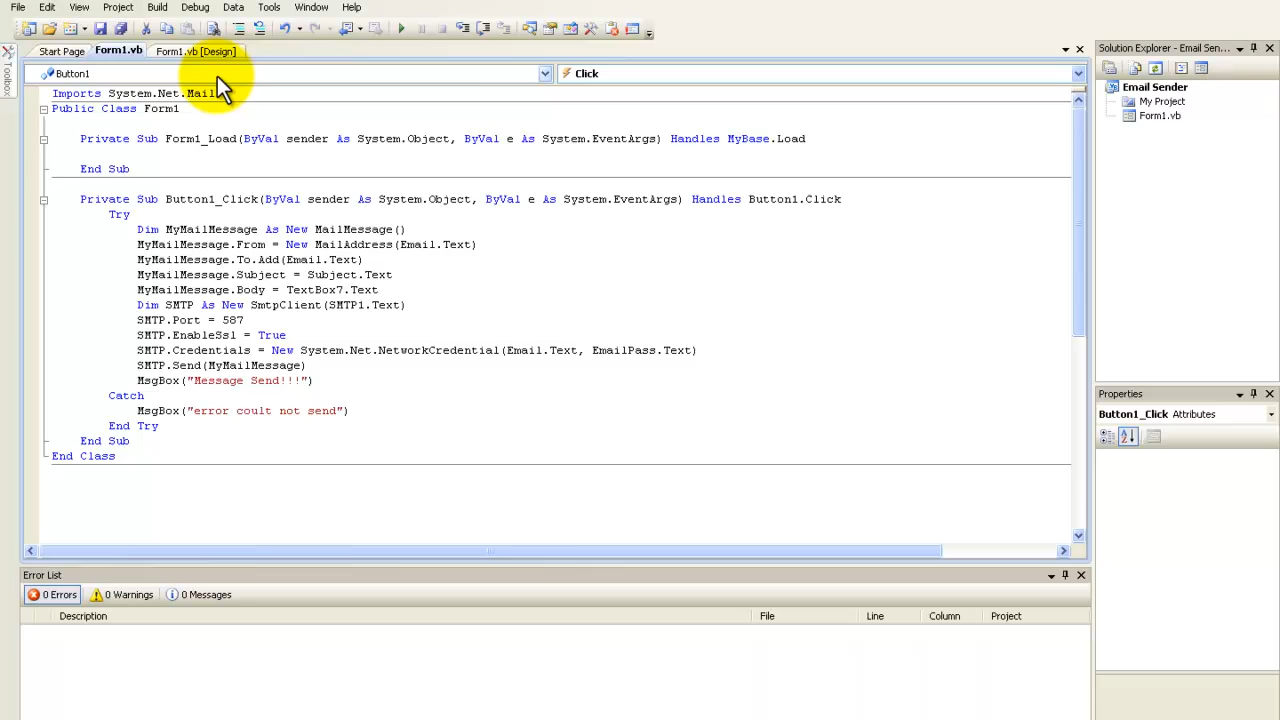 File Edit View Project Build Debug Data Tools Window Help
Start Page Form1.vb Form1.vb [Design]
Button1 Click
Imports System.Net.Mail
Public Class Form1
Private Sub Form1_Load(ByVal sender As System.Object, ByVal e As System.EventArgs) Handles MyBase.Load
End Sub
Private Sub Button1_Click(ByVal sender As System.Object, ByVal e As System.EventArgs) Handles Button1.Click
Try
Dim MyMailMessage As New MailMessage()
MyMailMessage.From = New MailAddress(Email.Text)
MyMailMessage.To.Add(Email.Text)
MyMailMessage.Subject = Subject.Text
MyMailMessage.Body = TextBox7.Text
Dim SMTP As New SmtpClient(SMTP1.Text)
SMTP.Port = 587
SMTP.EnableSsl = True
SMTP.Credentials = New System.Net.NetworkCredential(Email.Text, EmailPass.Text)
SMTP.Send(MyMailMessage)
MsgBox("Message Send!!!")
Catch
MsgBox("error coult not send")
End Try
End Sub
End Class
Toolbox
Solution Explorer - Email Sen...
Email Sender
My Project
Form1.vb
Properties
Button1_Click Attributes
Error List
0 Errors 0 Warnings 0 Messages
Description File Line Column Project